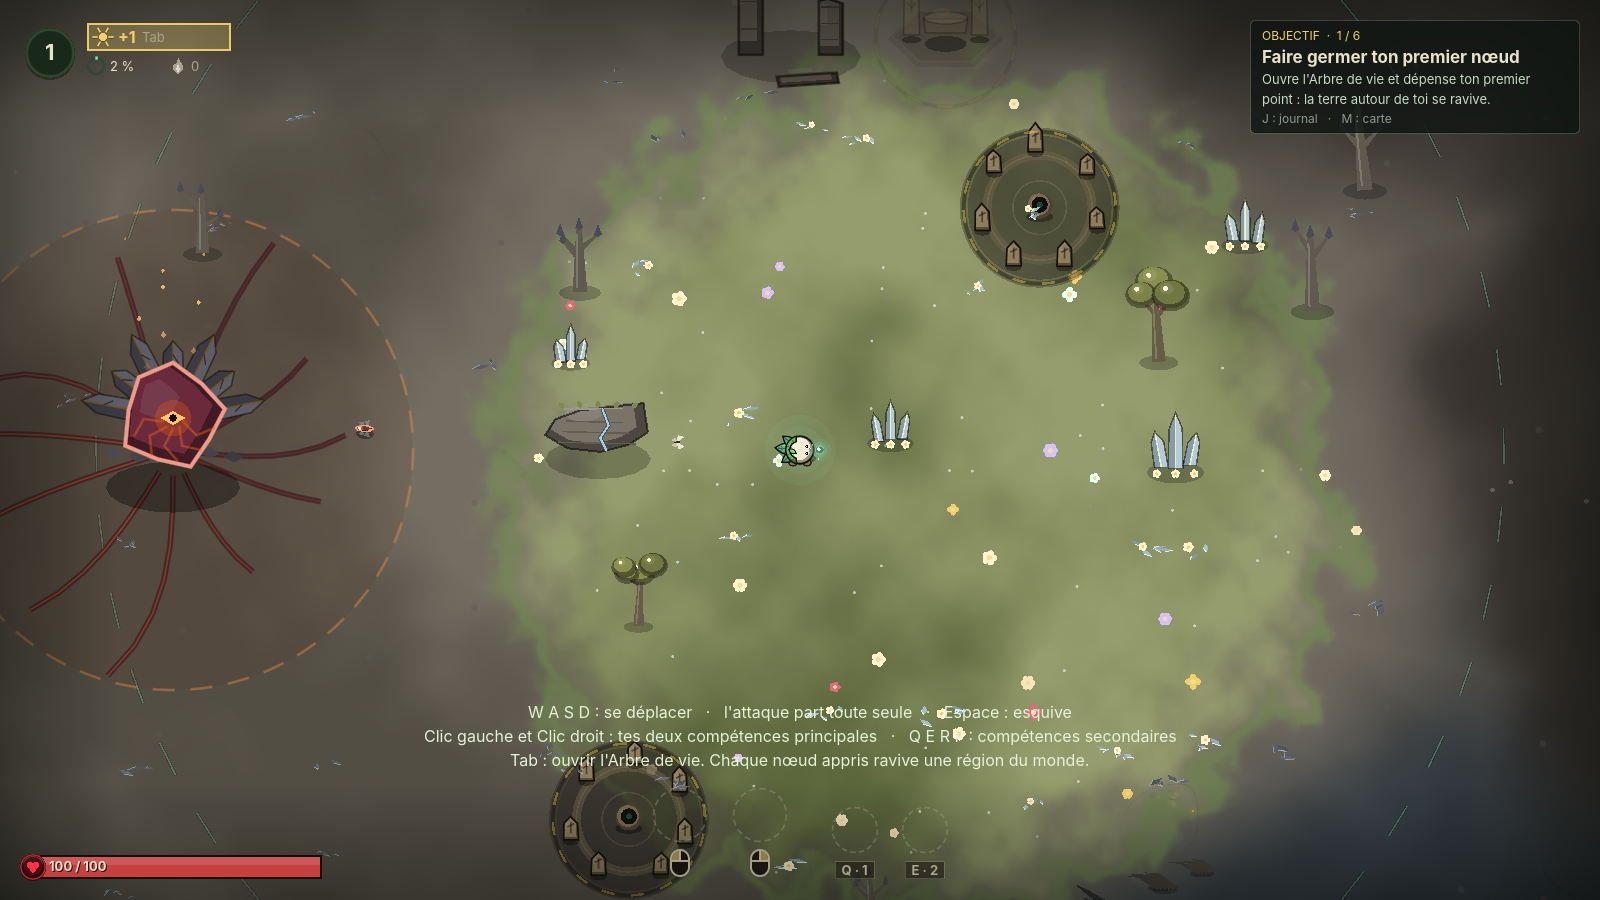 1
+1 Tab
2 %
0
OBJECTIF · 1 / 6
Faire germer ton premier nœud
Ouvre l'Arbre de vie et dépense ton premier
point : la terre autour de toi se ravive.
J : journal · M : carte
W A S D : se déplacer · l'attaque part toute seule · Espace : esquive
Clic gauche et Clic droit : tes deux compétences principales · Q E R F : compétences secondaires
Tab : ouvrir l'Arbre de vie. Chaque nœud appris ravive une région du monde.
100 / 100
Q · 1
E · 2